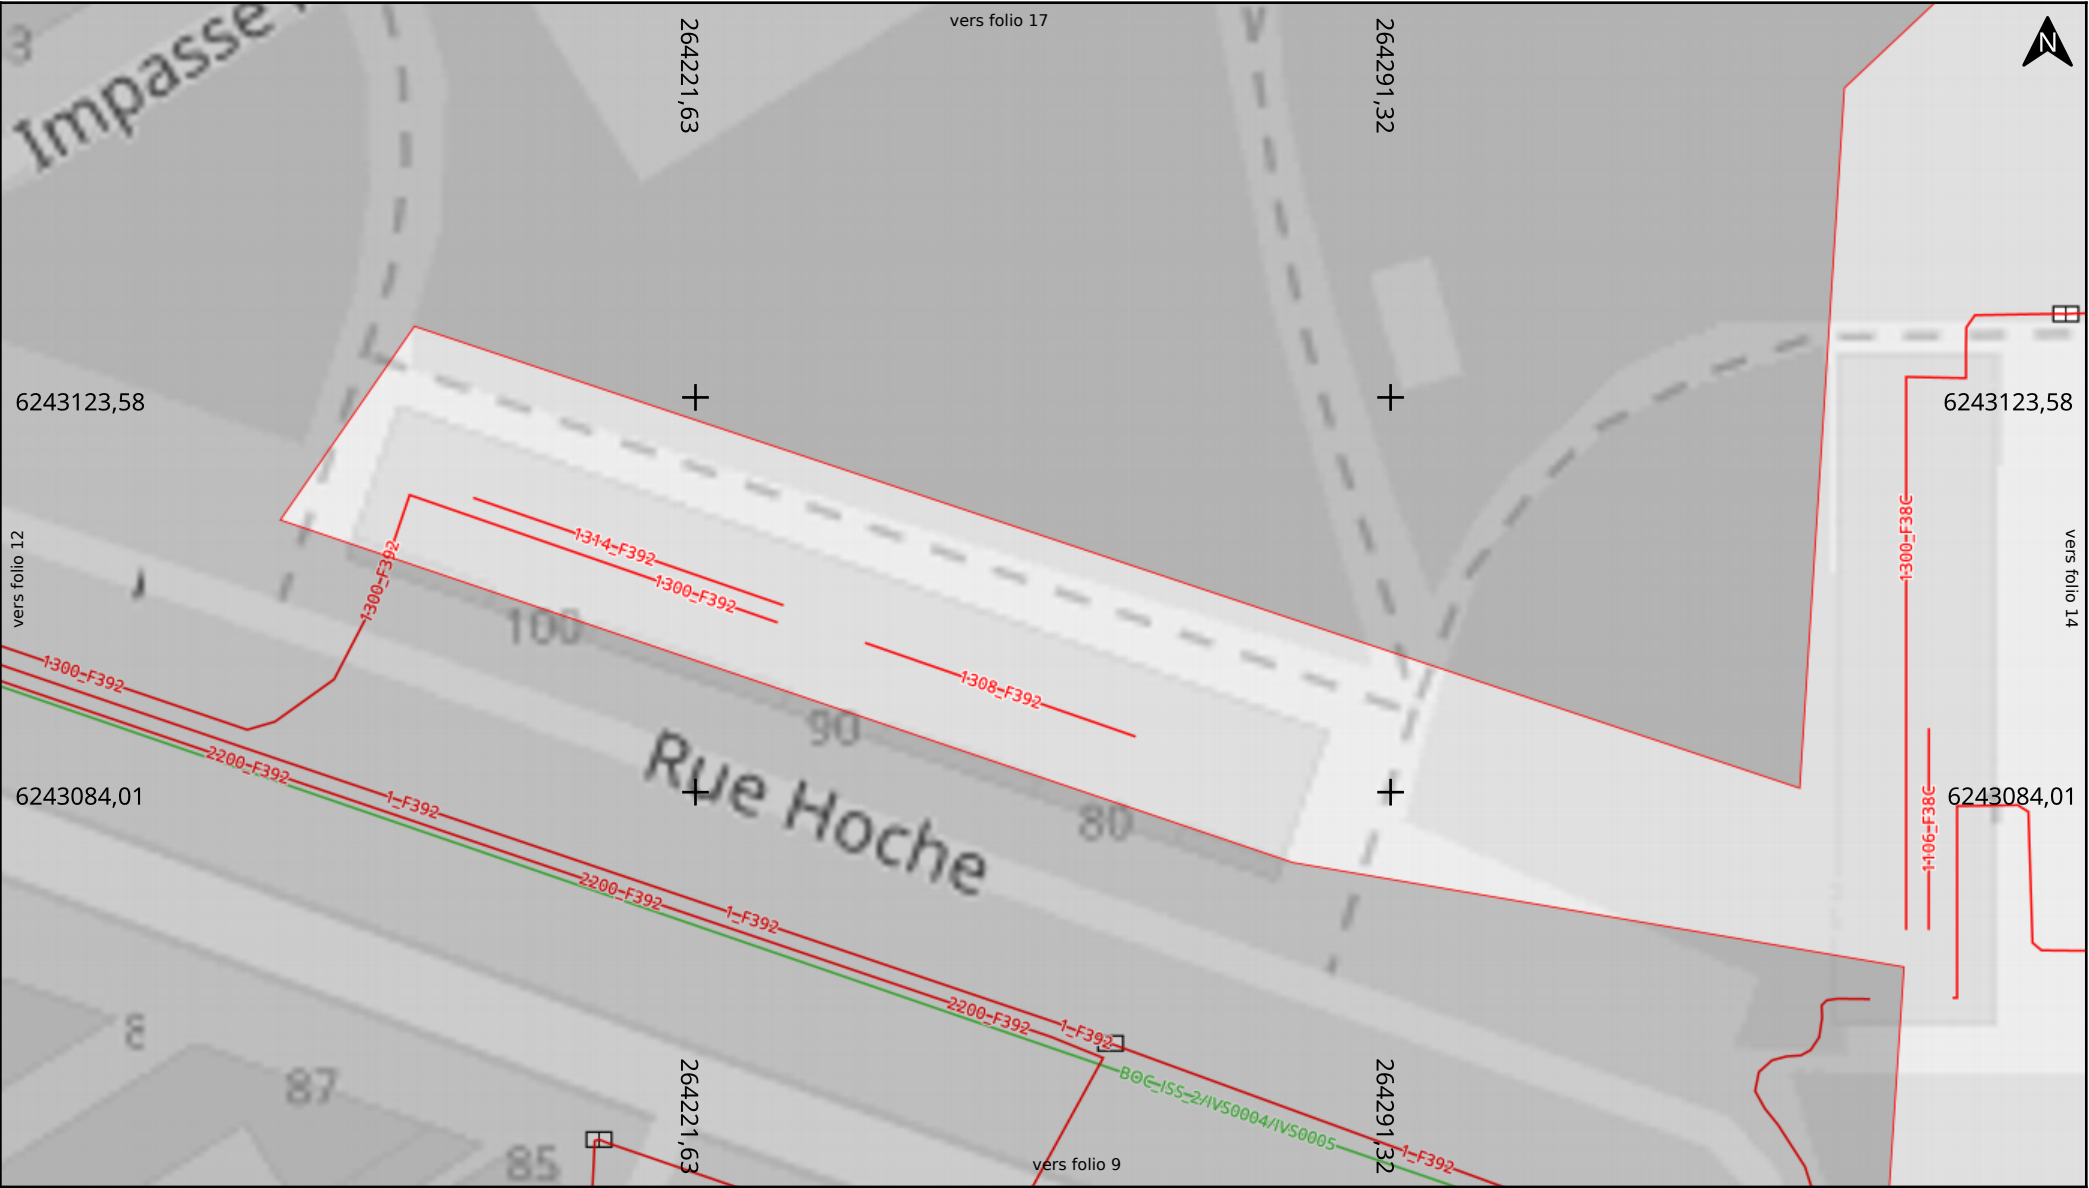 vers folio 17
N
3
Impasse
264221,63
264291,32
6243123,58
6243123,58
vers folio 12
vers folio 14
1314_F392
1300_F392
1300_F392
1300_F38C
100
1308_F392
1300_F392
90
Rue Hoche
2200_F392
6243084,01
6243084,01
1_F392
80
1106_F38C
2200_F392
1_F392
2200_F392
1_F392
8
BOC_ISS_2/IVS0004/IVS0005
87
264221,63
264291,32
1_F392
85
vers folio 9